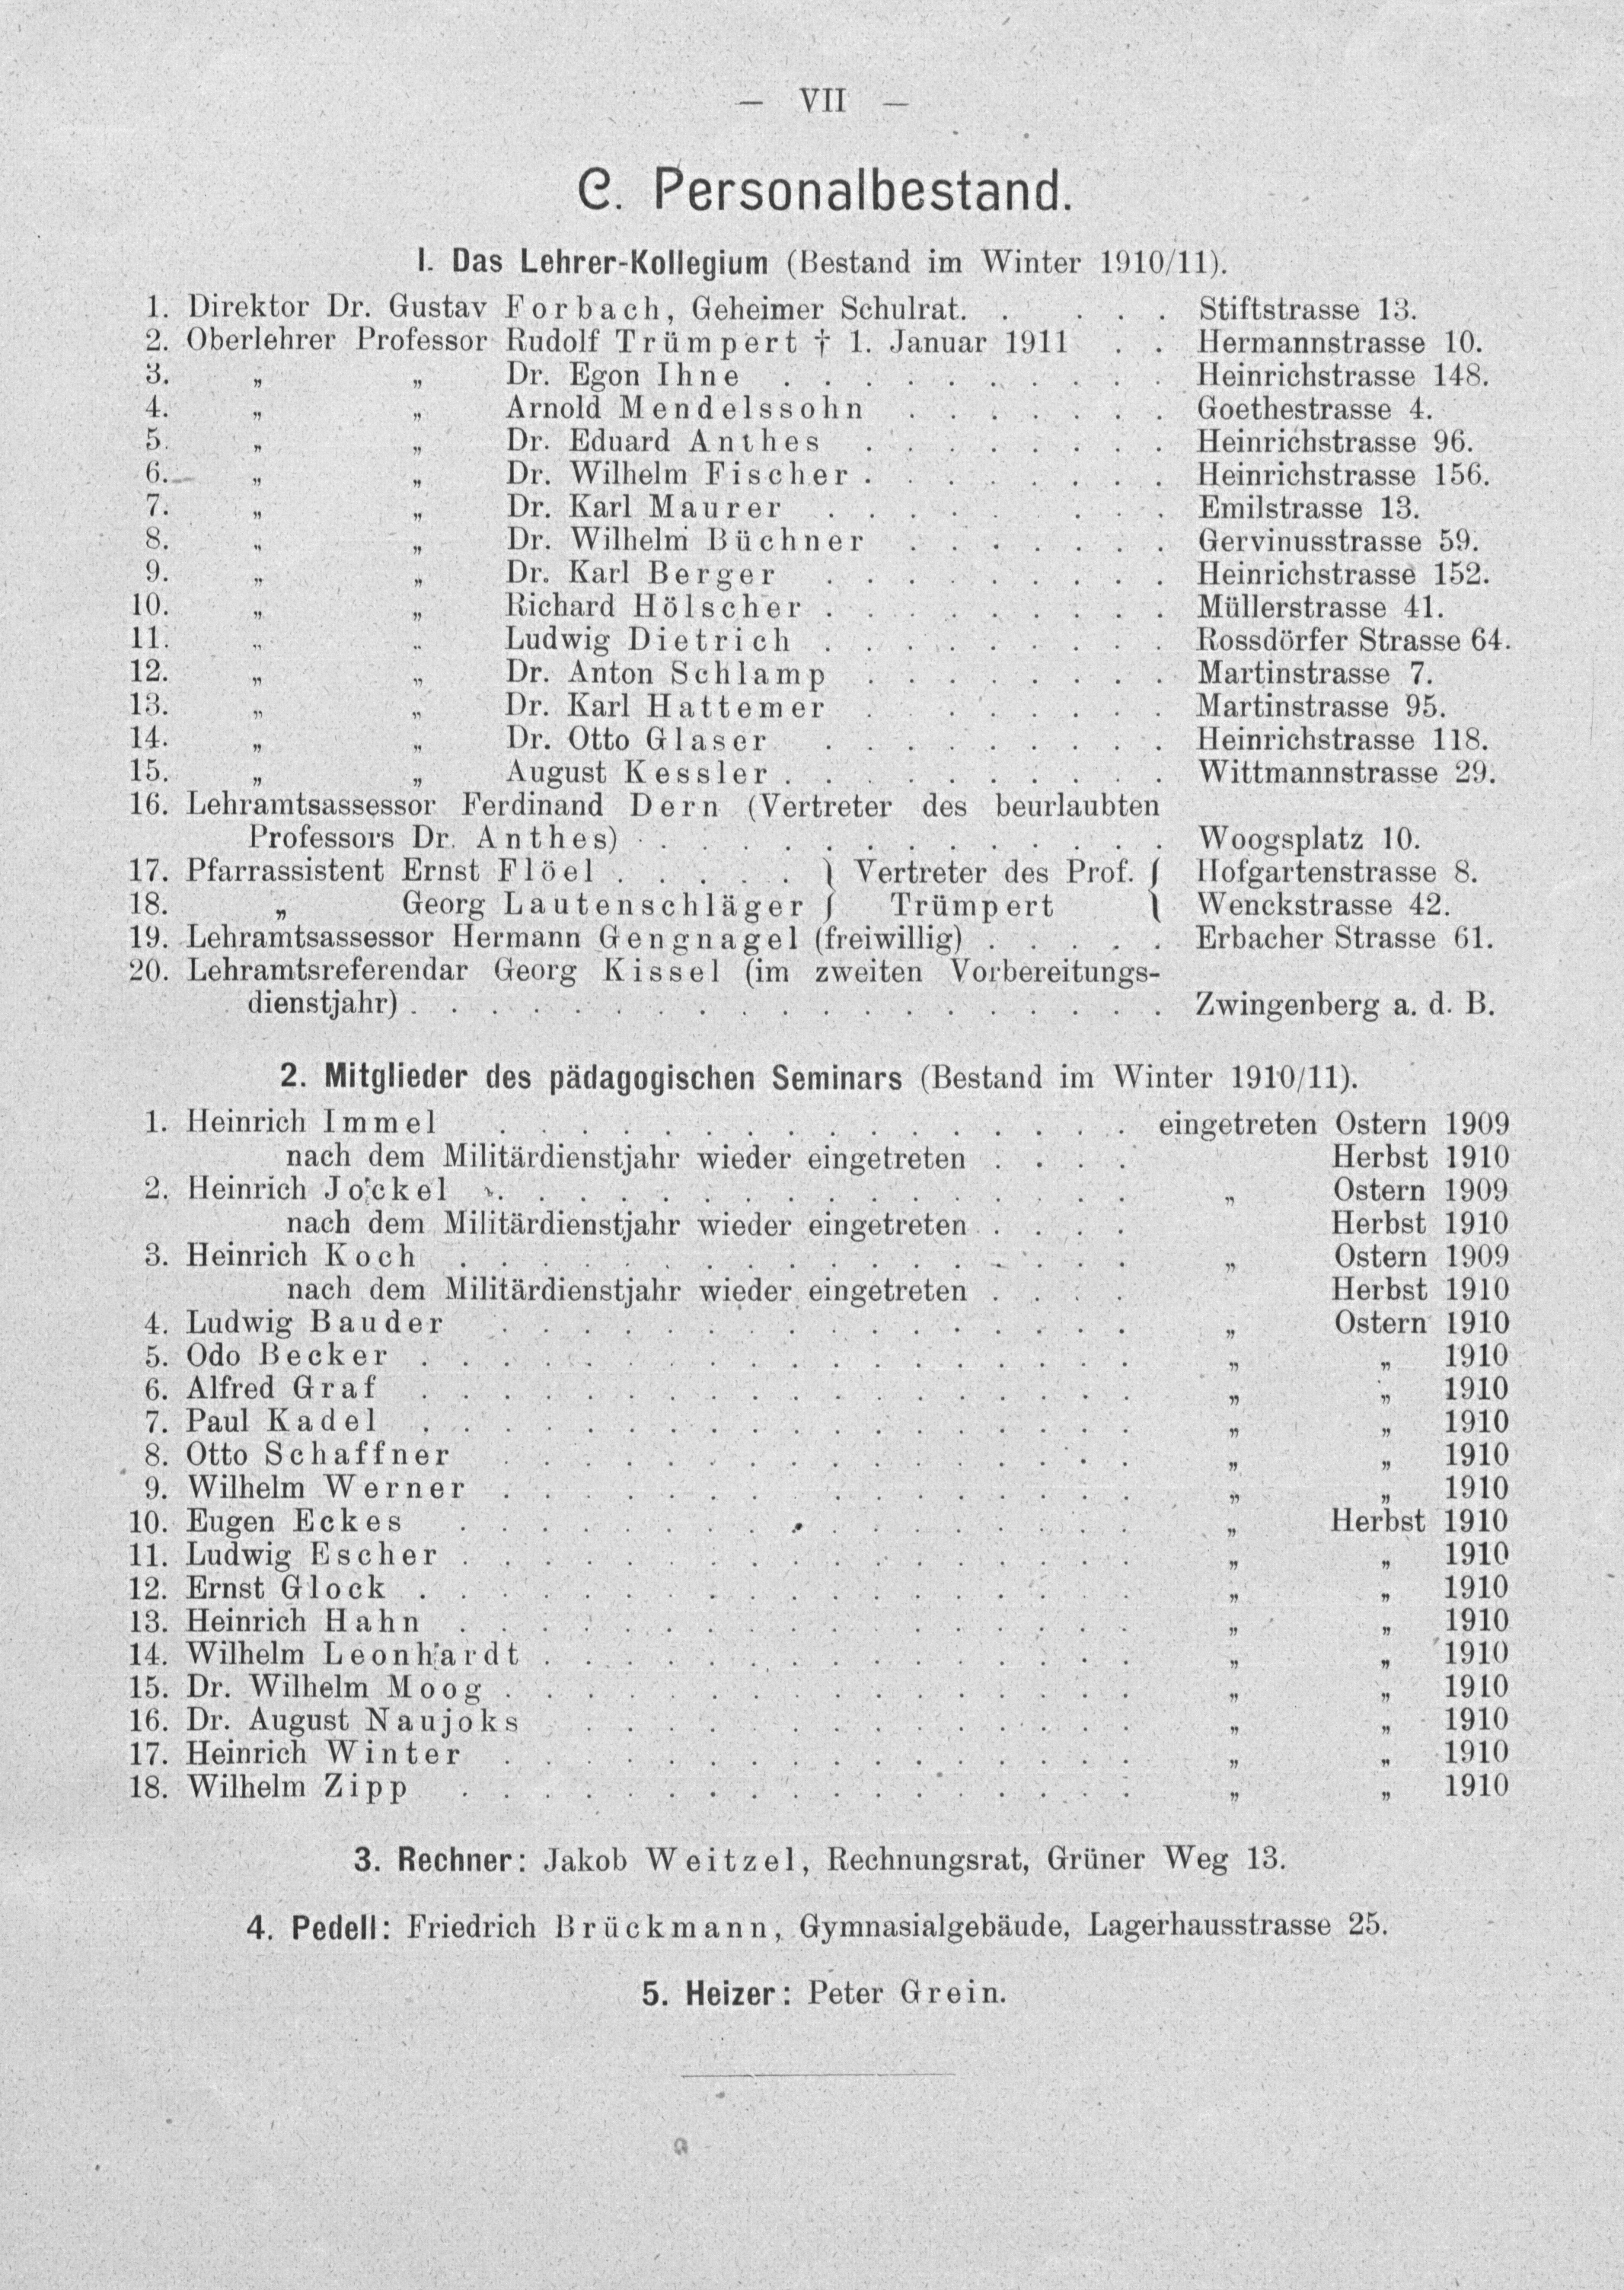 — VII —
C. Personalbestand.
I. Das Lehrer-Kollegium (Bestand im Winter 1910/11).
1. Direktor Dr. Gustav Forbach, Geheimer Schulrat. . . . . Stiftstrasse 13.
2. Oberlehrer Professor Rudolf Trümpert † 1. Januar 1911 . . Hermannstrasse 10.
3. „ „ Dr. Egon Ihne . . . . . . . . . . Heinrichstrasse 148.
4. „ „ Arnold Mendelssohn . . . . . . . Goethestrasse 4.
5. „ „ Dr. Eduard Anthes . . . . . . . . Heinrichstrasse 96.
6. „ „ Dr. Wilhelm Fischer . . . . . . . . Heinrichstrasse 156.
7. „ „ Dr. Karl Maurer . . . . . . . . Emilstrasse 13.
8. „ „ Dr. Wilhelm Büchner . . . . . . . Gervinusstrasse 59.
9. „ „ Dr. Karl Berger . . . . . . . . . Heinrichstrasse 152.
10. „ „ Richard Hölscher . . . . . . . . . Müllerstrasse 41.
11. „ „ Ludwig Dietrich . . . . . . . . . Rossdörfer Strasse 64.
12. „ „ Dr. Anton Schlamp . . . . . . . . Martinstrasse 7.
13. „ „ Dr. Karl Hattemer . . . . . . . Martinstrasse 95.
14. „ „ Dr. Otto Glaser . . . . . . . . . Heinrichstrasse 118.
15. „ „ August Kessler . . . . . . . . . . Wittmannstrasse 29.
16. Lehramtsassessor Ferdinand Dern (Vertreter des beurlaubten
Professors Dr. Anthes) . . . . . . . . . . . . . Woogsplatz 10.
17. Pfarrassistent Ernst Flöel . . . . . } Vertreter des Prof. { Hofgartenstrasse 8.
18. „ Georg Lautenschläger } Trümpert { Wenckstrasse 42.
19. Lehramtsassessor Hermann Gengnagel (freiwillig) . . . . . Erbacher Strasse 61.
20. Lehramtsreferendar Georg Kissel (im zweiten Vorbereitungs-
dienstjahr) . . . . . . . . . . . . . . . . . . . Zwingenberg a. d. B.
2. Mitglieder des pädagogischen Seminars (Bestand im Winter 1910/11).
1. Heinrich Immel . . . . . . . . . . . . . . . . eingetreten Ostern 1909
nach dem Militärdienstjahr wieder eingetreten . . . . Herbst 1910
2. Heinrich Jockel . . . . . . . . . . . . . . . . „ Ostern 1909
nach dem Militärdienstjahr wieder eingetreten . . . . Herbst 1910
3. Heinrich Koch . . . . . . . . . . . . . . . . . „ Ostern 1909
nach dem Militärdienstjahr wieder eingetreten . . . . Herbst 1910
4. Ludwig Bauder . . . . . . . . . . . . . . . . „ Ostern 1910
5. Odo Becker . . . . . . . . . . . . . . . . . . „ „ 1910
6. Alfred Graf . . . . . . . . . . . . . . . . . . „ „ 1910
7. Paul Kadel . . . . . . . . . . . . . . . . . . „ „ 1910
8. Otto Schaffner . . . . . . . . . . . . . . . . „ „ 1910
9. Wilhelm Werner . . . . . . . . . . . . . . . . „ „ 1910
10. Eugen Eckes . . . . . . . . . . . . . . . . . „ Herbst 1910
11. Ludwig Escher . . . . . . . . . . . . . . . . . „ „ 1910
12. Ernst Glock . . . . . . . . . . . . . . . . . . „ „ 1910
13. Heinrich Hahn . . . . . . . . . . . . . . . . . „ „ 1910
14. Wilhelm Leonhardt . . . . . . . . . . . . . . . „ „ 1910
15. Dr. Wilhelm Moog . . . . . . . . . . . . . . . . „ „ 1910
16. Dr. August Naujoks . . . . . . . . . . . . . . „ „ 1910
17. Heinrich Winter . . . . . . . . . . . . . . . . „ „ 1910
18. Wilhelm Zipp . . . . . . . . . . . . . . . . . „ „ 1910
3. Rechner: Jakob Weitzel, Rechnungsrat, Grüner Weg 13.
4. Pedell: Friedrich Brückmann, Gymnasialgebäude, Lagerhausstrasse 25.
5. Heizer: Peter Grein.